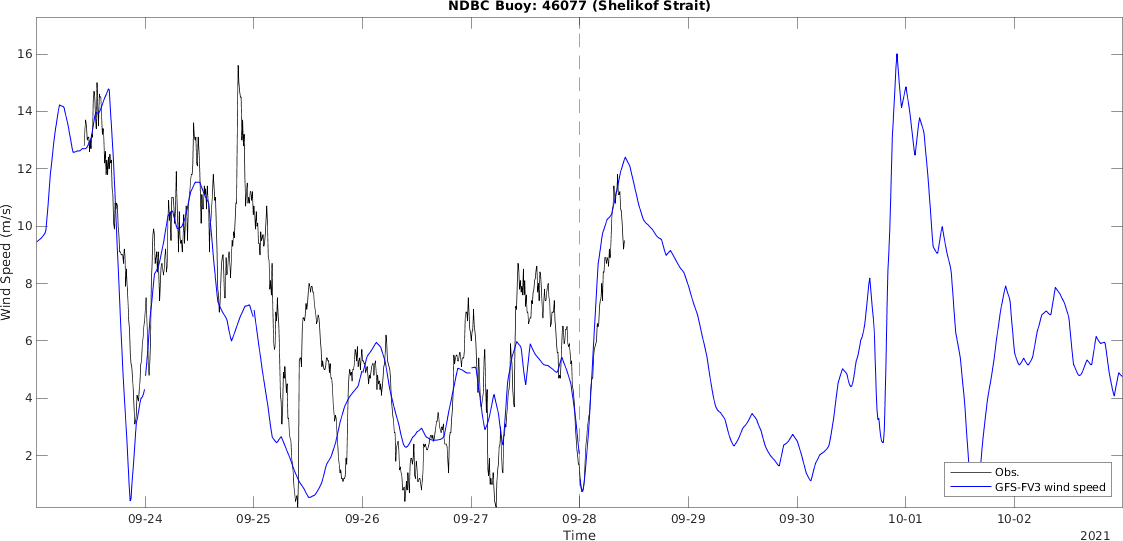 NDBC Buoy: 46077 (Shelikof Strait)
16
14
12
10
8
6
4
2
Wind Speed (m/s)
Obs.
GFS-FV3 wind speed
09-24 09-25 09-26 09-27 09-28 09-29 09-30 10-01 10-02
Time
2021